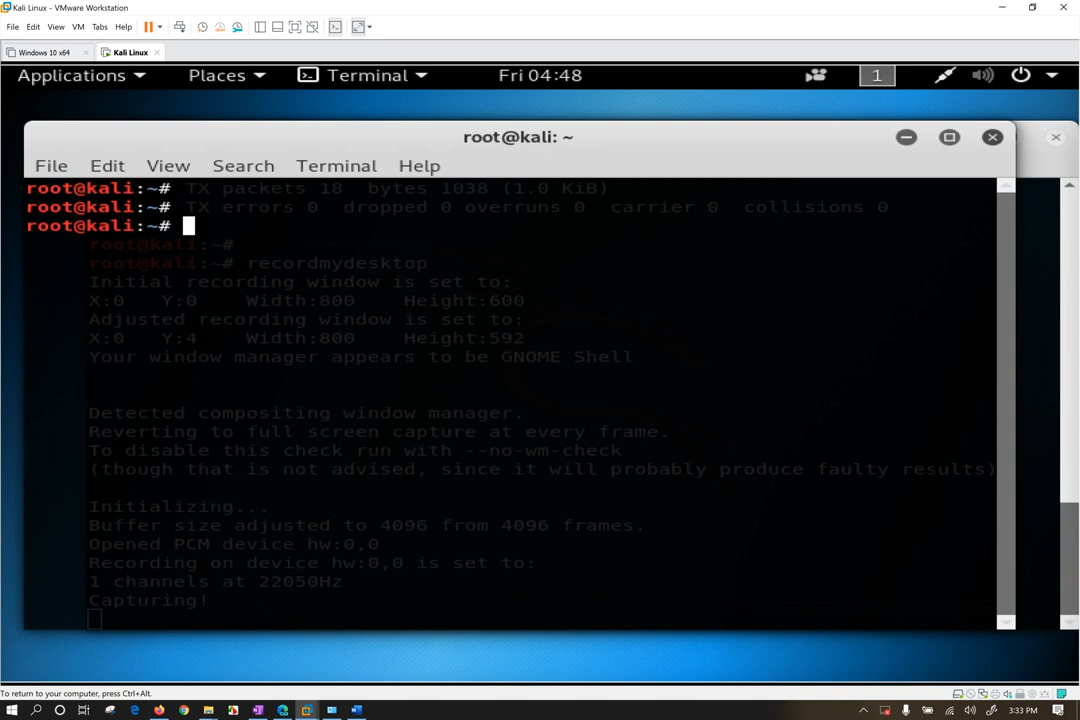 Kali Linux - VMware Workstation
File Edit View VM Tabs Help
Windows 10 x64 Kali Linux
Applications Places Terminal Fri 04:48 1
root@kali: ~
File Edit View Search Terminal Help
root@kali:~# TX packets 18 bytes 1038 (1.0 KiB)
root@kali:~# TX errors 0 dropped 0 overruns 0 carrier 0 collisions 0
root@kali:~#
root@kali:~#
root@kali:~# recordmydesktop
Initial recording window is set to:
X:0 Y:0 Width:800 Height:600
Adjusted recording window is set to:
X:0 Y:4 Width:800 Height:592
Your window manager appears to be GNOME Shell
Detected compositing window manager.
Reverting to full screen capture at every frame.
To disable this check run with --no-wm-check
(though that is not advised, since it will probably produce faulty results)
Initializing...
Buffer size adjusted to 4096 from 4096 frames.
Opened PCM device hw:0,0
Recording on device hw:0,0 is set to:
1 channels at 22050Hz
Capturing!
To return to your computer, press Ctrl+Alt.
3:33 PM